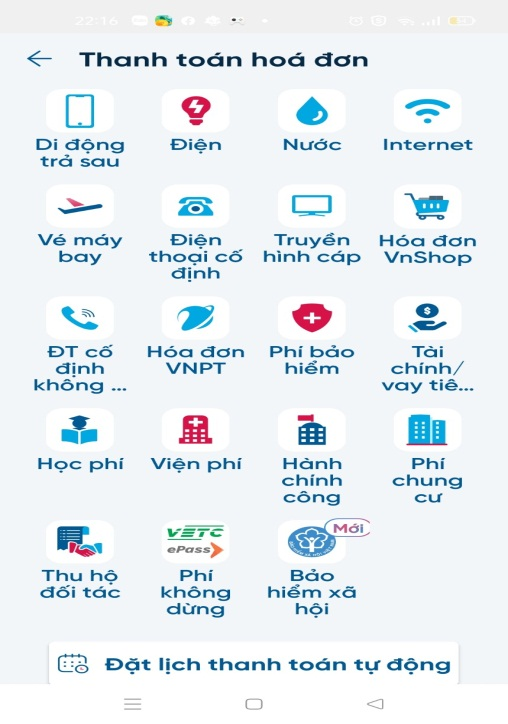 22:16
Thanh toán hoá đơn
Di động
trả sau
Điện
Nước
Internet
Vé máy
bay
Điện
thoại cố
định
Truyền
hình cáp
Hóa đơn
VnShop
ĐT cố
định
không ...
Hóa đơn
VNPT
Phí bảo
hiểm
Tài
chính/
vay tiê...
Học phí
Viện phí
Hành
chính
công
Phí
chung
cư
Thu hộ
đối tác
VETC
ePass
Phí
không
dừng
Mới
Bảo
hiểm xã
hội
Đặt lịch thanh toán tự động